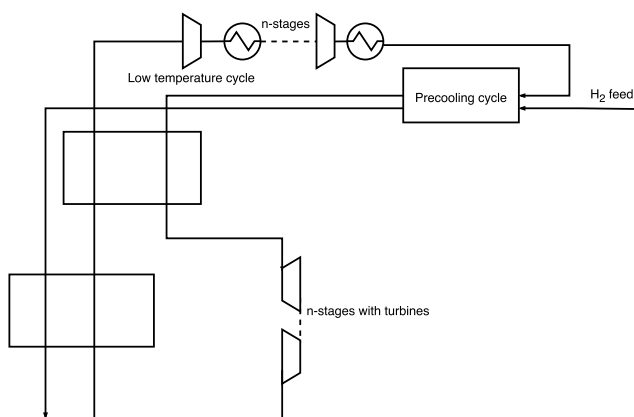 n-stages
Low temperature cycle
Precooling cycle
H2 feed
n-stages with turbines